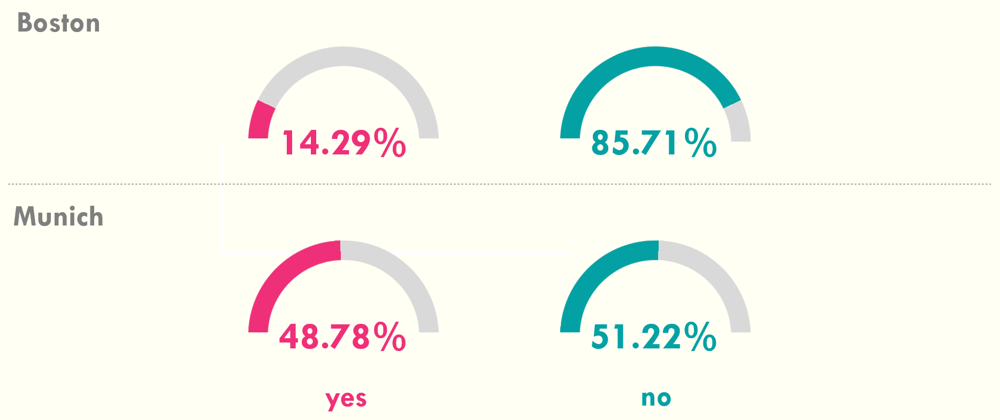 Boston
14.29% 85.71%
Munich
48.78% 51.22%
yes no